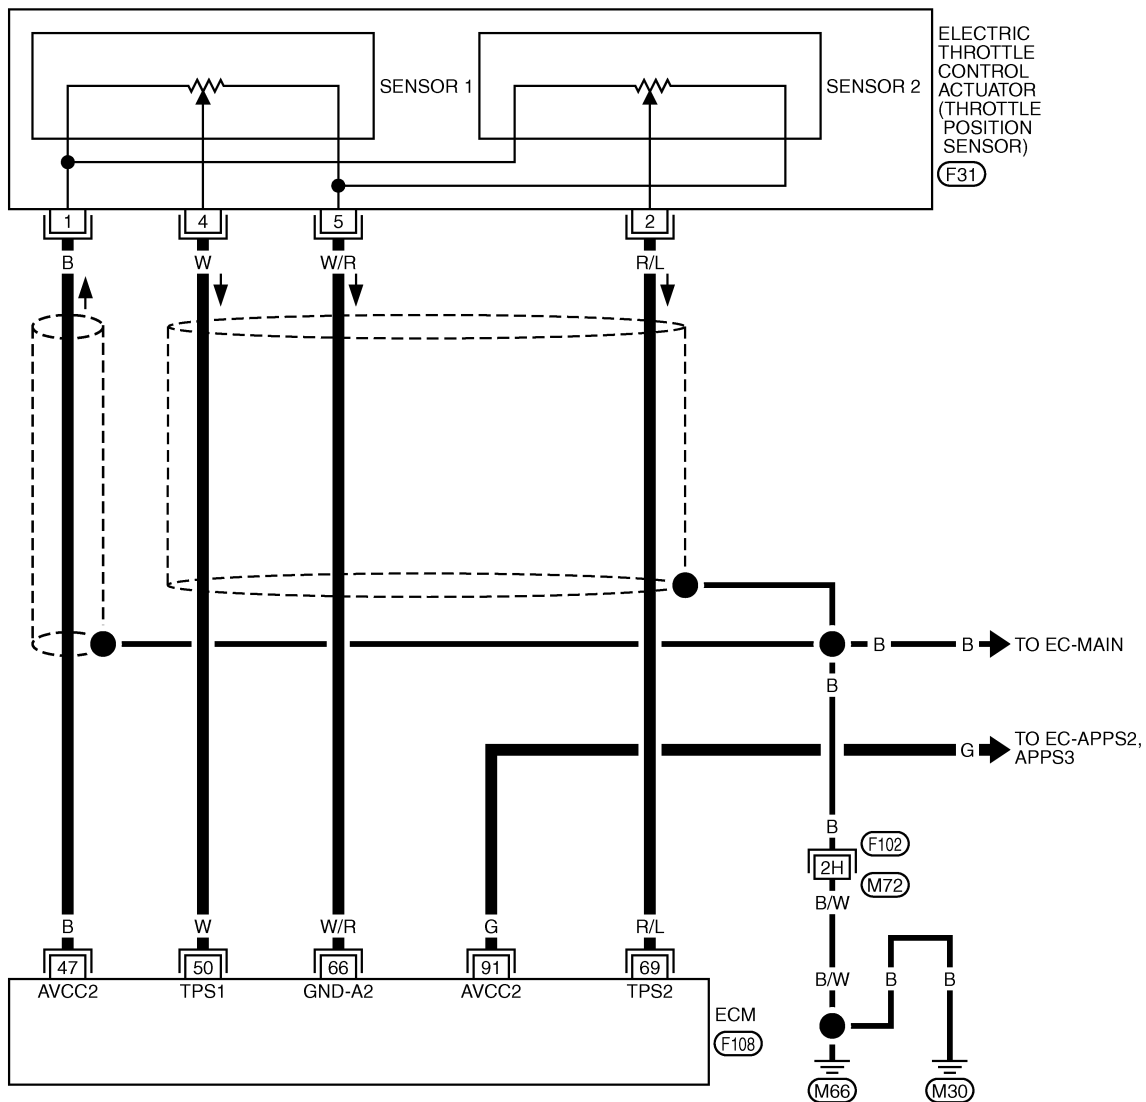 ELECTRIC
THROTTLE
CONTROL
ACTUATOR
(THROTTLE
POSITION
SENSOR)
F31
SENSOR 1
SENSOR 2
1
4
5
2
B
W
W/R
R/L
B
B
TO EC-MAIN
B
G
TO EC-APPS2,
APPS3
B
F102
2H
M72
B/W
B
W
W/R
G
R/L
47
50
66
91
69
AVCC2
TPS1
GND-A2
AVCC2
TPS2
B/W
B
B
ECM
F108
M66
M30